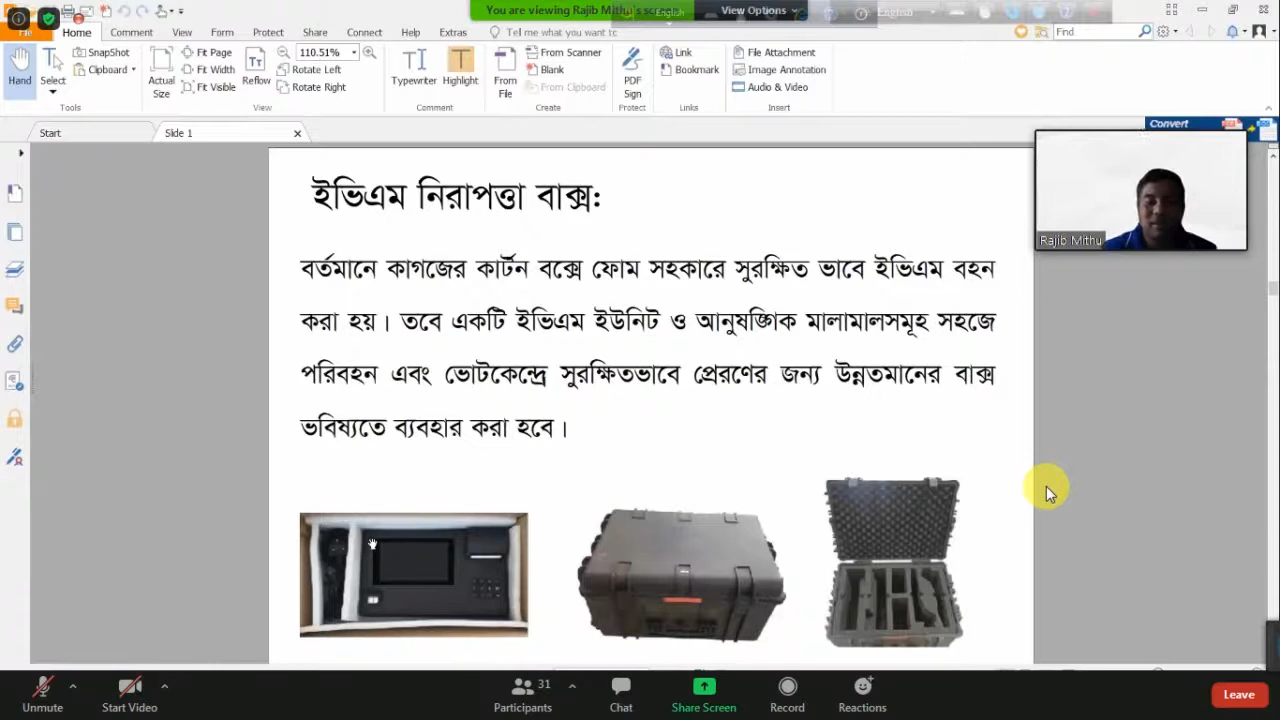 You are viewing Rajib Mithu's screen
View Options
English
English
File
Home
Comment
View
Form
Protect
Share
Connect
Help
Extras
Tell me what you want to
Find
Hand
Select
SnapShot
Clipboard
Tools
Actual Size
Fit Page
Fit Width
Fit Visible
Reflow
110.51%
Rotate Left
Rotate Right
View
Typewriter
Highlight
Comment
From File
From Scanner
Blank
From Clipboard
Create
PDF Sign
Protect
Link
Bookmark
Links
File Attachment
Image Annotation
Audio & Video
Insert
Start
Slide 1
Convert
Rajib Mithu
ইভিএম নিরাপত্তা বাক্স:
বর্তমানে কাগজের কার্টন বক্সে ফোম সহকারে সুরক্ষিত ভাবে ইভিএম বহন
করা হয়। তবে একটি ইভিএম ইউনিট ও আনুষঙ্গিক মালামালসমূহ সহজে
পরিবহন এবং ভোটকেন্দ্রে সুরক্ষিতভাবে প্রেরণের জন্য উন্নতমানের বাক্স
ভবিষ্যতে ব্যবহার করা হবে।
Unmute
Start Video
31
Participants
Chat
Share Screen
Record
Reactions
Leave